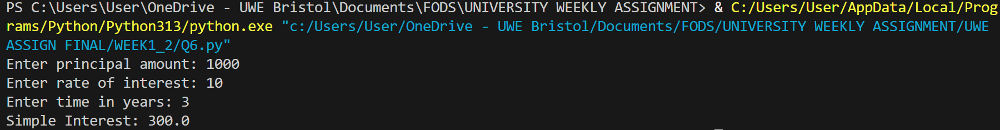 PS C:\Users\User\OneDrive - UWE Bristol\Documents\FODS\UNIVERSITY WEEKLY ASSIGNMENT> & C:/Users/User/AppData/Local/Prog
rams/Python/Python313/python.exe "c:/Users/User/OneDrive - UWE Bristol/Documents/FODS/UNIVERSITY WEEKLY ASSIGNMENT/UWE
ASSIGN FINAL/WEEK1_2/Q6.py"
Enter principal amount: 1000
Enter rate of interest: 10
Enter time in years: 3
Simple Interest: 300.0